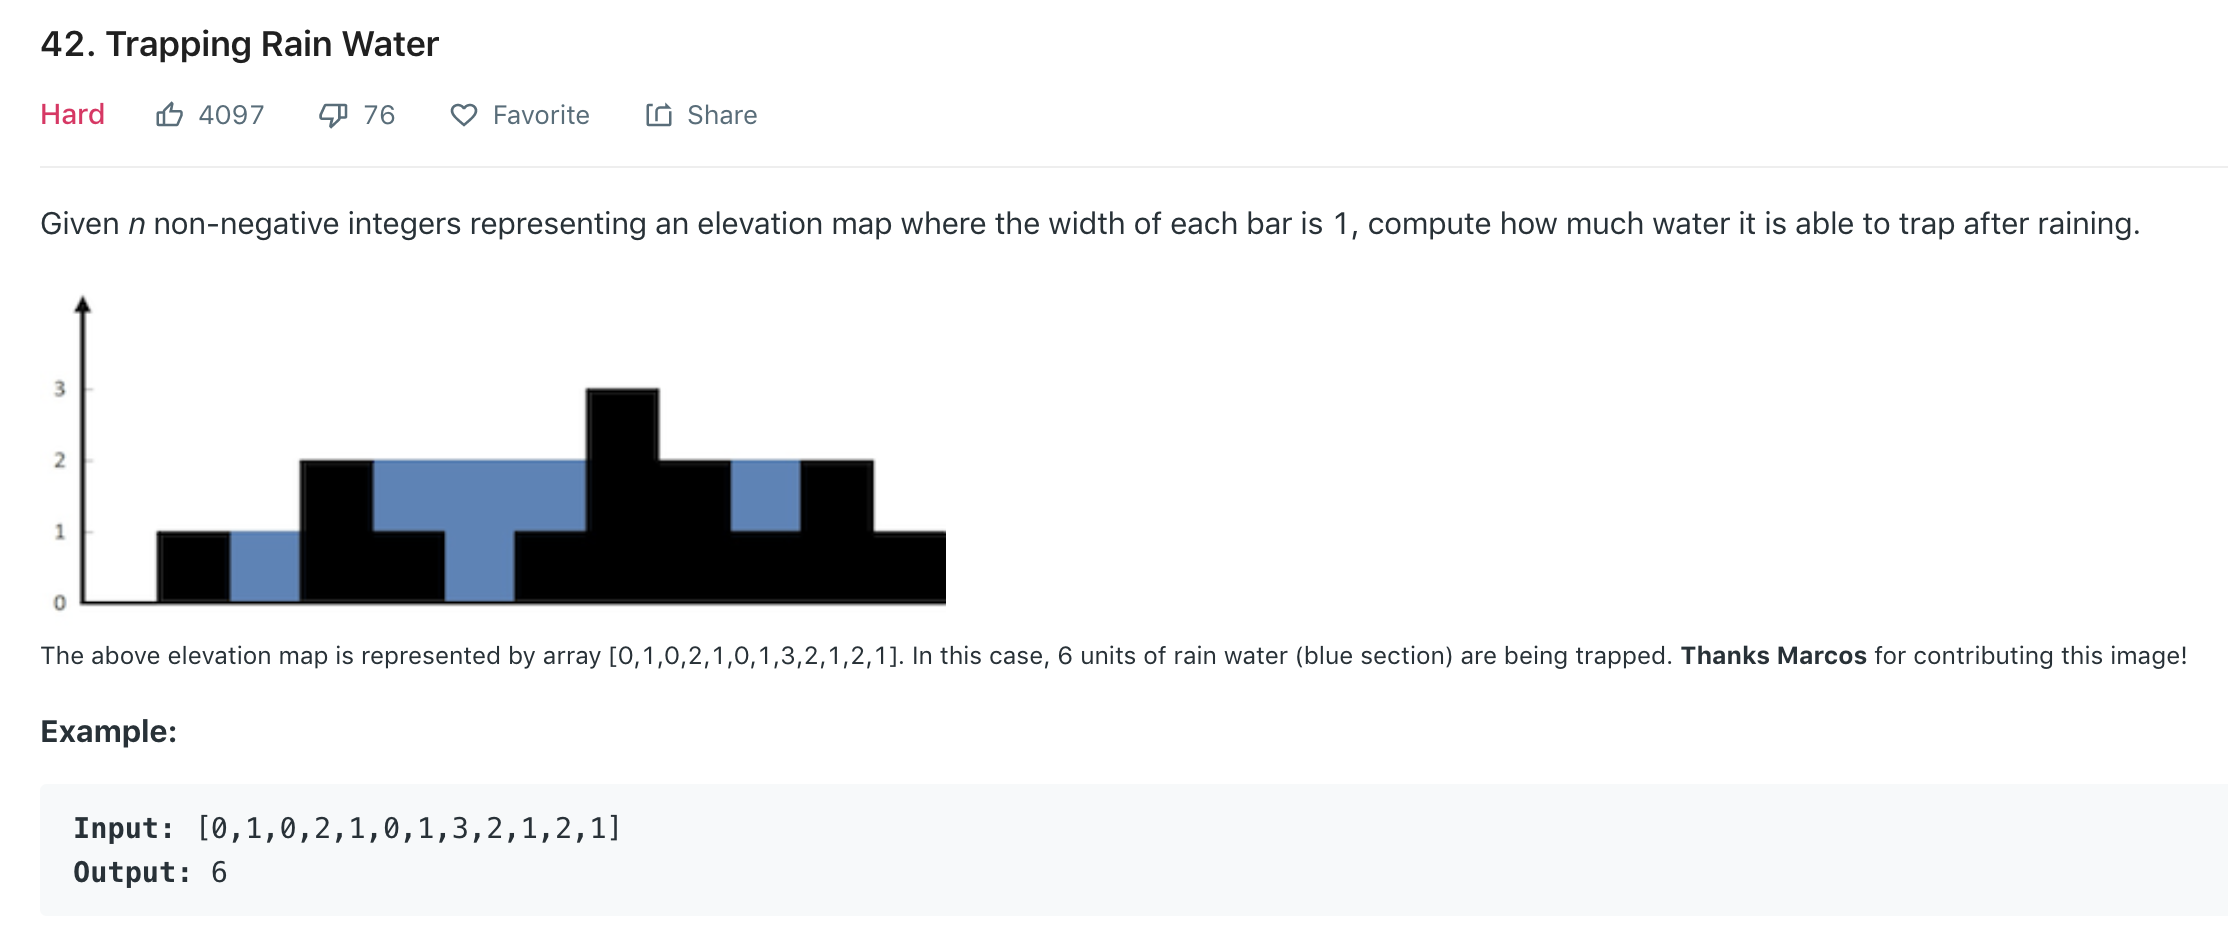 42. Trapping Rain Water
Hard 4097 76 Favorite Share
Given n non-negative integers representing an elevation map where the width of each bar is 1, compute how much water it is able to trap after raining.
3
2
1
0
The above elevation map is represented by array [0,1,0,2,1,0,1,3,2,1,2,1]. In this case, 6 units of rain water (blue section) are being trapped. Thanks Marcos for contributing this image!
Example:
Input: [0,1,0,2,1,0,1,3,2,1,2,1]
Output: 6